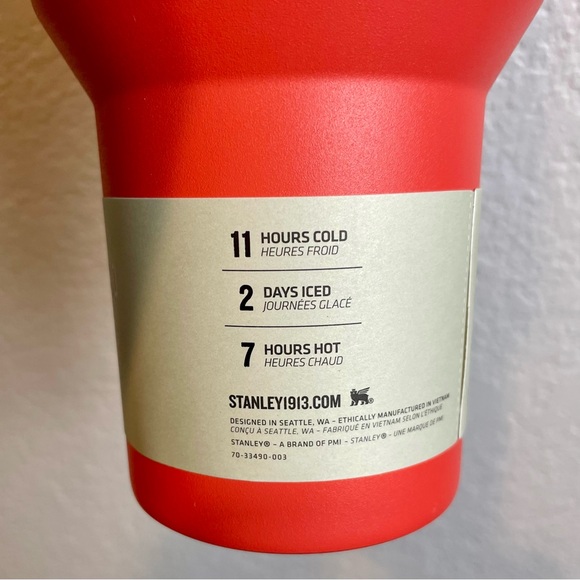 11 HOURS COLD
HEURES FROID
2 DAYS ICED
JOURNÉES GLACÉ
7 HOURS HOT
HEURES CHAUD
STANLEY1913.COM ®
DESIGNED IN SEATTLE, WA – ETHICALLY MANUFACTURED IN VIETNAM
CONÇU À SEATTLE, WA – FABRIQUÉ EN VIETNAM SELON L'ÉTHIQUE
STANLEY® – A BRAND OF PMI – STANLEY® – UNE MARQUE DE PMI
70-33490-003